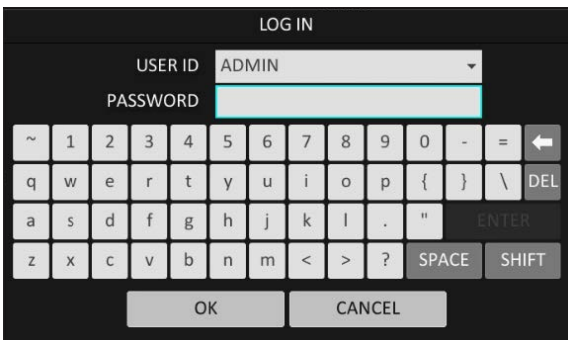 LOG IN
USER ID ADMIN
PASSWORD
~ 1 2 3 4 5 6 7 8 9 0 - =
q w e r t y u i o p { } \ DEL
a s d f g h j k l . " ENTER
z x c v b n m < > ? SPACE SHIFT
OK CANCEL